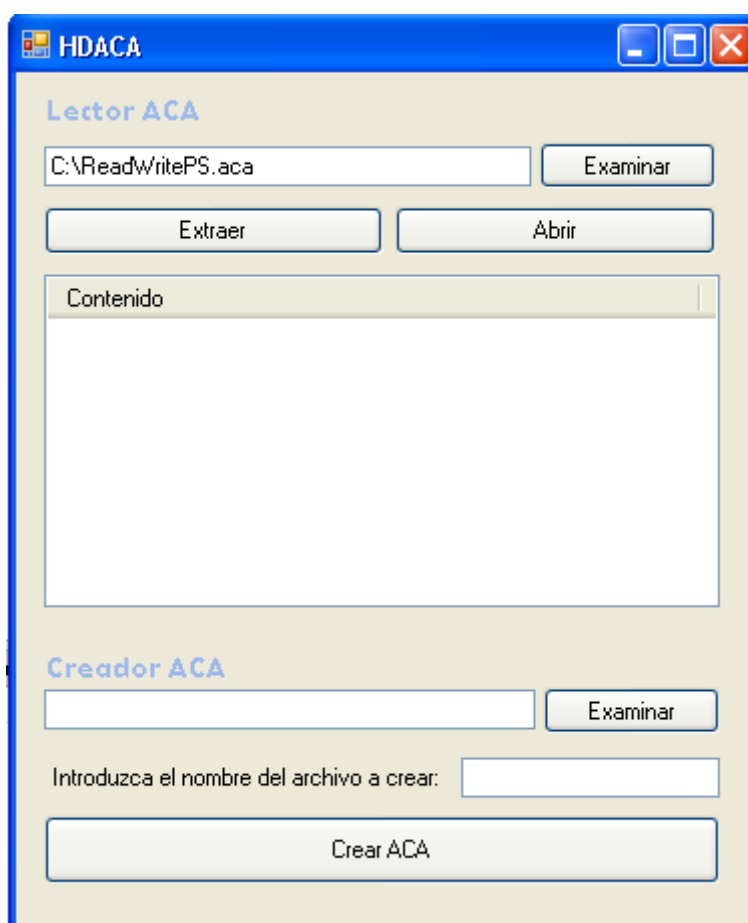 HDACA
Lector ACA
C:\ReadWritePS.aca Examinar
Extraer Abrir
Contenido
Creador ACA
Examinar
Introduzca el nombre del archivo a crear:
Crear ACA